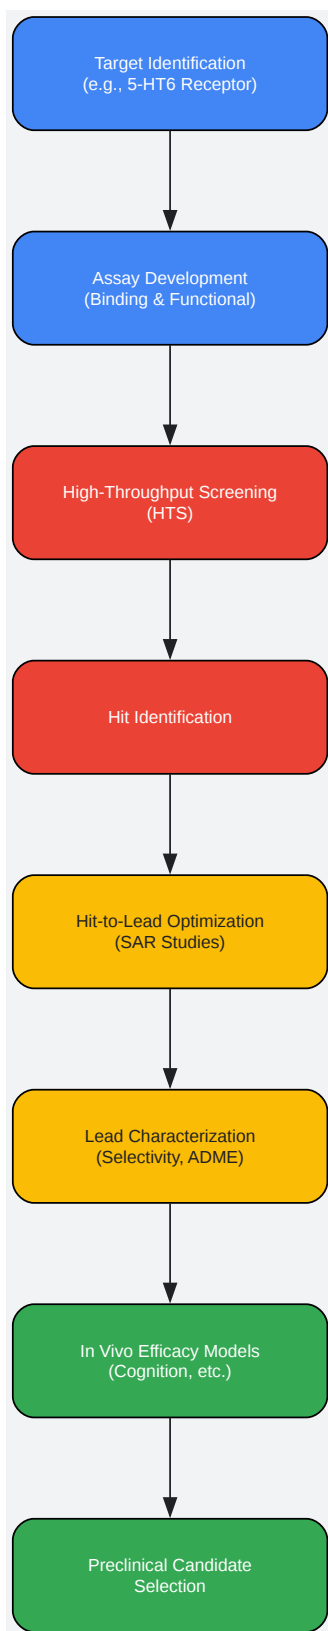 Target Identification
(e.g., 5-HT6 Receptor)
Assay Development
(Binding & Functional)
High-Throughput Screening
(HTS)
Hit Identification
Hit-to-Lead Optimization
(SAR Studies)
Lead Characterization
(Selectivity, ADME)
In Vivo Efficacy Models
(Cognition, etc.)
Preclinical Candidate
Selection